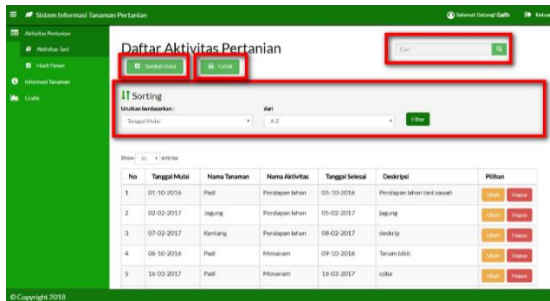 Sistem Informasi Tanaman Pertanian
Selamat Datang! Galih
Keluar
Aktivitas Pertanian
Aktivitas Tani
Hasil Panen
Informasi Tanaman
Grafik
Daftar Aktivitas Pertanian
Cari
Tambah Data
Cetak
Sorting
Urutkan berdasarkan :
dari
Tanggal Mulai
A-Z
Filter
Show 10 entries
No Tanggal Mulai Nama Tanaman Nama Aktivitas Tanggal Selesai Deskripsi Pilihan
1 01-10-2016 Padi Persiapan lahan 05-10-2016 Persiapan lahan tani sawah Ubah Hapus
2 02-02-2017 Jagung Persiapan lahan 05-02-2017 jagung Ubah Hapus
3 07-02-2017 Kentang Persiapan lahan 08-02-2017 deskrip Ubah Hapus
4 06-10-2016 Padi Menanam 09-10-2016 Tanam bibit Ubah Hapus
5 16-03-2017 Padi Menanam 16-03-2017 coba Ubah Hapus
© Copyright 2018